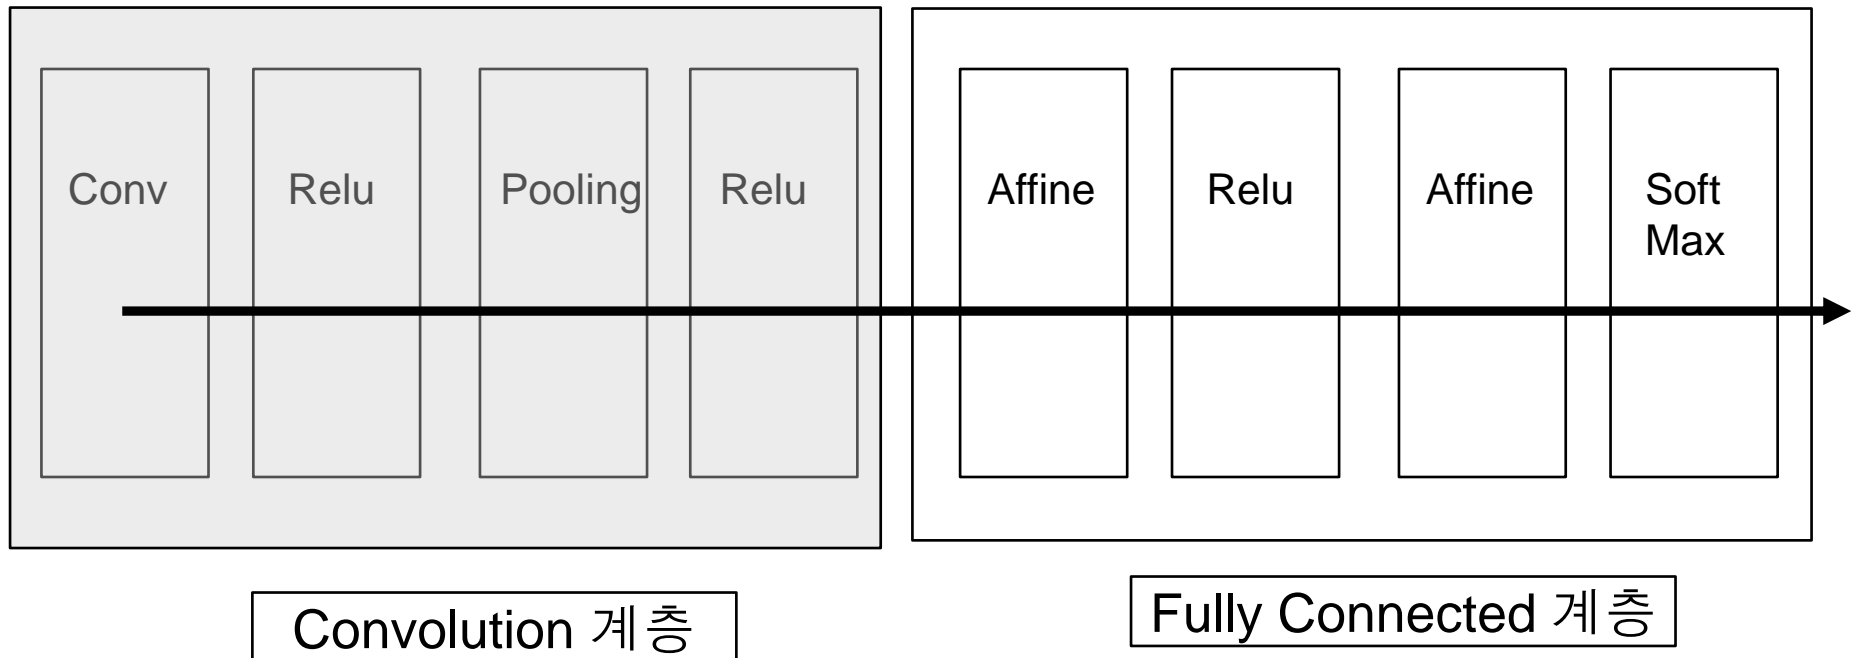 Conv
Relu
Pooling
Relu
Affine
Relu
Affine
Soft
Max
Convolution 계층
Fully Connected 계층